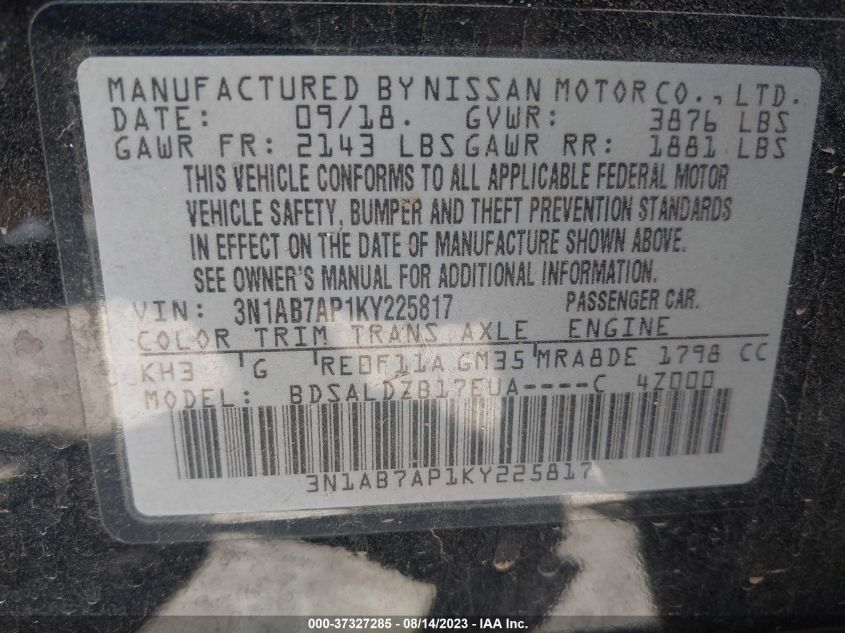 MANUFACTURED BY NISSAN MOTOR CO., LTD.
DATE: 09/18. GVWR: 3876 LBS
GAWR FR: 2143 LBS GAWR RR: 1881 LBS
THIS VEHICLE CONFORMS TO ALL APPLICABLE FEDERAL MOTOR
VEHICLE SAFETY, BUMPER AND THEFT PREVENTION STANDARDS
IN EFFECT ON THE DATE OF MANUFACTURE SHOWN ABOVE.
SEE OWNER'S MANUAL FOR ADDITIONAL INFORMATION.
VIN: 3N1AB7AP1KY225817 PASSENGER CAR.
COLOR TRIM TRANS AXLE ENGINE
KH3 G RE0F11A GM35 MRA8DE 1798 CC
MODEL: BDSALDZB17EUA----C 4Z000
3N1AB7AP1KY225817
000-37327285 - 08/14/2023 - IAA Inc.